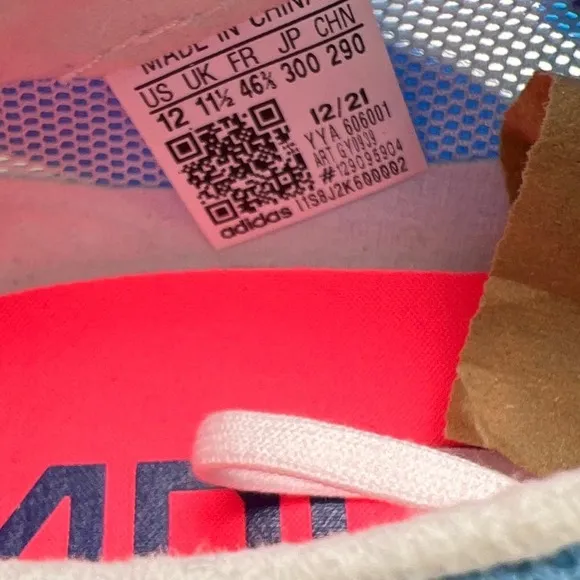 MADE IN CHINA
US UK FR JP CHN
12 11½ 46⅔ 300 290
12/21
YYA 606001
ART GY0939
#129095904
I1S8J2K600002
adidas